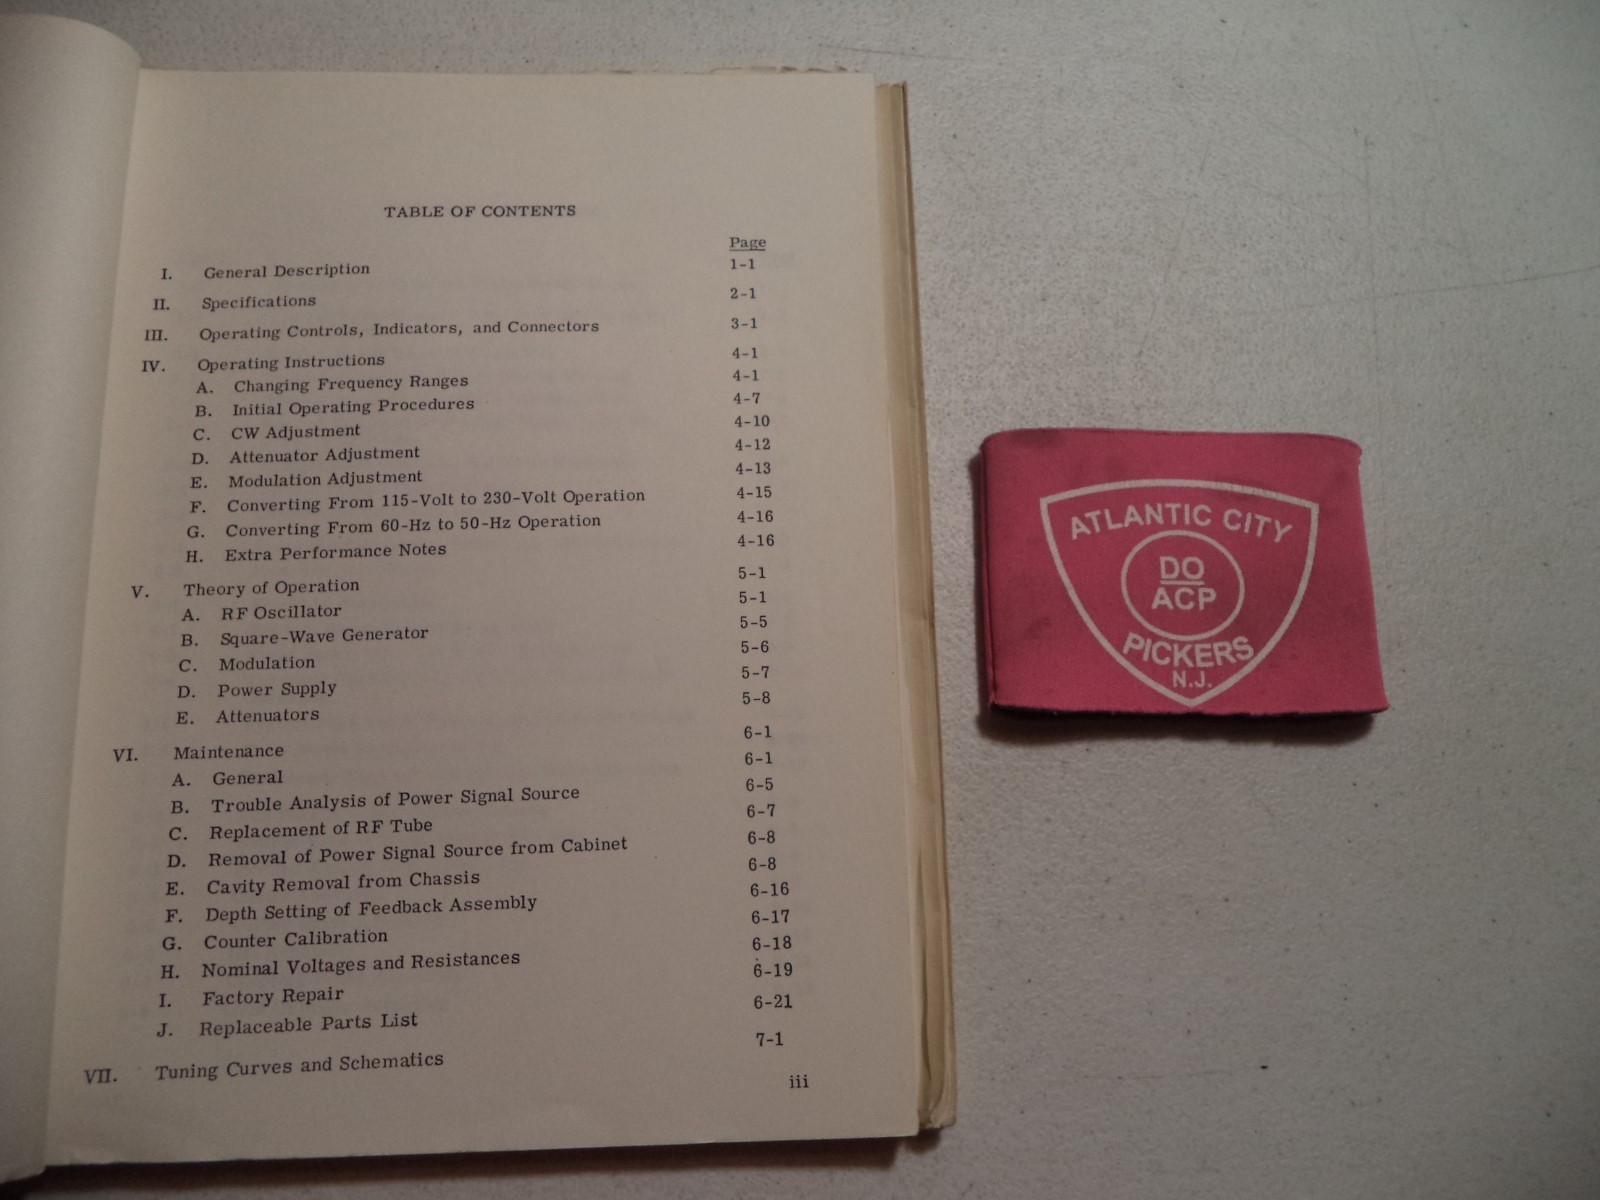 TABLE OF CONTENTS
Page
I. General Description 1-1
II. Specifications 2-1
III. Operating Controls, Indicators, and Connectors 3-1
IV. Operating Instructions 4-1
A. Changing Frequency Ranges 4-1
B. Initial Operating Procedures 4-7
C. CW Adjustment 4-10
D. Attenuator Adjustment 4-12
E. Modulation Adjustment 4-13
F. Converting From 115-Volt to 230-Volt Operation 4-15
G. Converting From 60-Hz to 50-Hz Operation 4-16
H. Extra Performance Notes 4-16
V. Theory of Operation 5-1
A. RF Oscillator 5-1
B. Square-Wave Generator 5-5
C. Modulation 5-6
D. Power Supply 5-7
E. Attenuators 5-8
VI. Maintenance 6-1
A. General 6-1
B. Trouble Analysis of Power Signal Source 6-5
C. Replacement of RF Tube 6-7
D. Removal of Power Signal Source from Cabinet 6-8
E. Cavity Removal from Chassis 6-8
F. Depth Setting of Feedback Assembly 6-16
G. Counter Calibration 6-17
H. Nominal Voltages and Resistances 6-18
I. Factory Repair 6-19
J. Replaceable Parts List 6-21
VII. Tuning Curves and Schematics 7-1
iii
ATLANTIC CITY
DO
ACP
PICKERS
N.J.